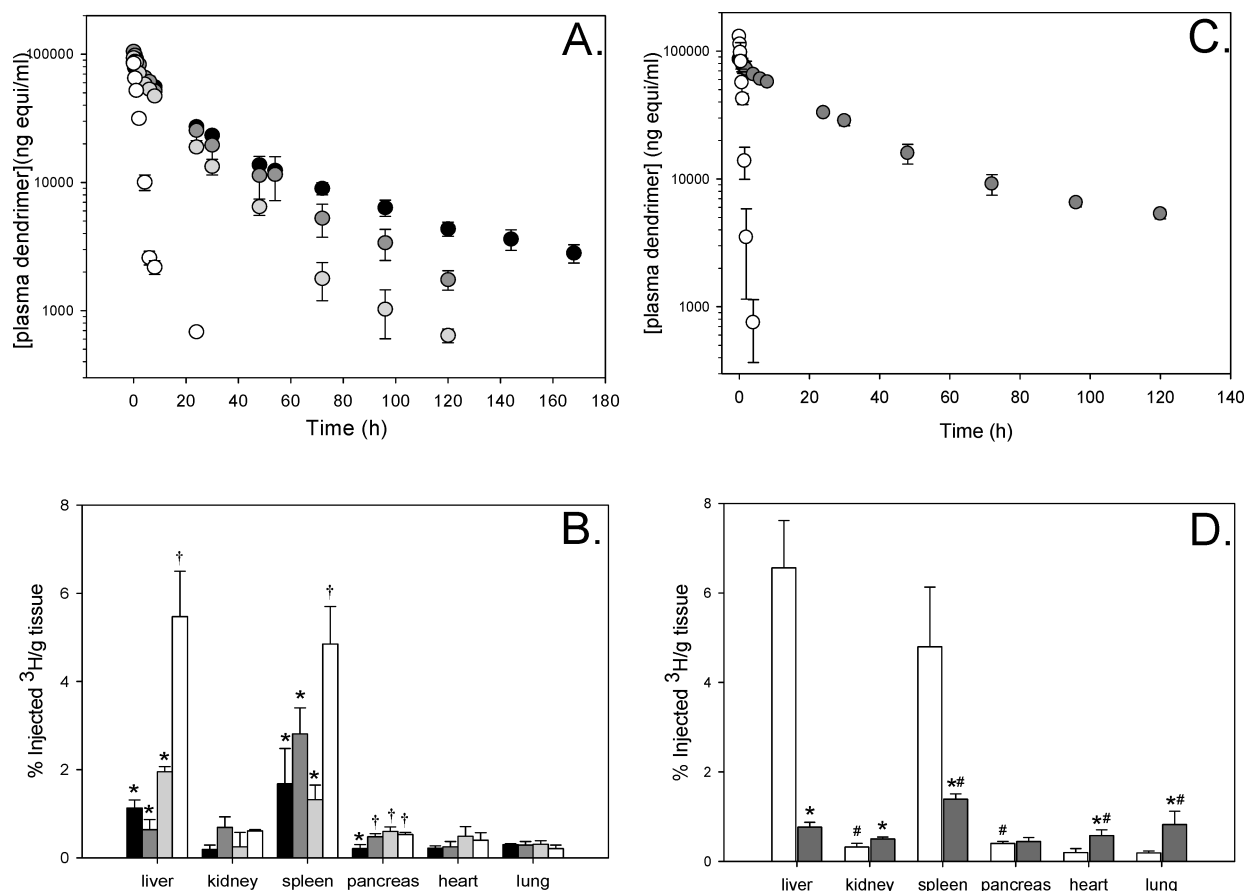 A.
[plasma dendrimer](ng equi/ml)
100000
10000
1000
0 20 40 60 80 100 120 140 160 180
Time (h)
C.
[plasma dendrimer] (ng equi/ml)
100000
10000
1000
0 20 40 60 80 100 120 140
Time (h)
B.
% Injected ³H/g tissue
8
6
4
2
0
†
†
*
*
*
*
*
*
*
†
†
†
liver kidney spleen pancreas heart lung
D.
% Injected ³H/g tissue
8
6
4
2
0
*
#
*
*#
#
*#
*#
liver kidney spleen pancreas heart lung